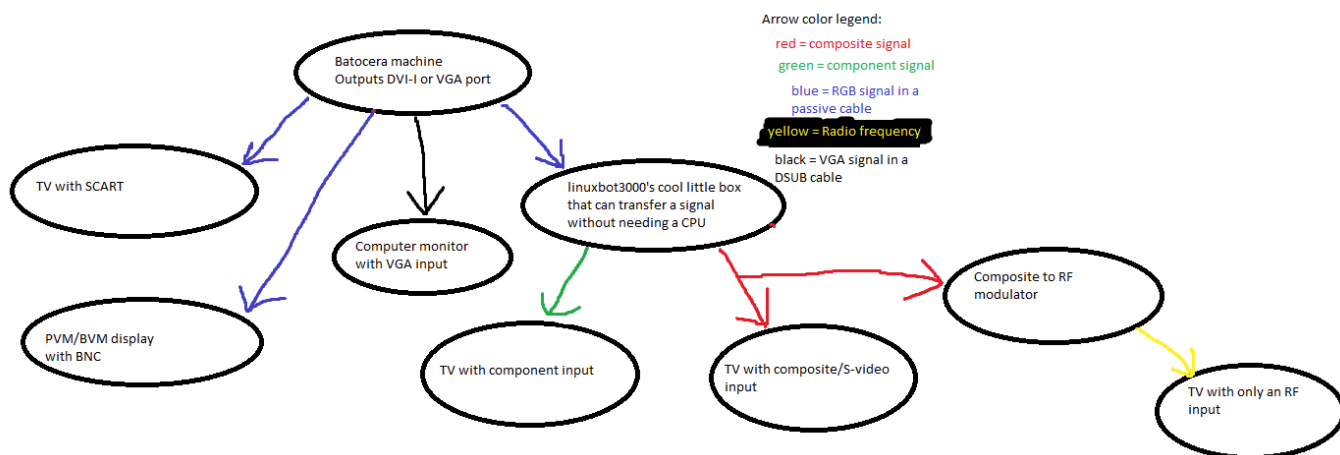 Arrow color legend:
red = composite signal
green = component signal
blue = RGB signal in a
passive cable
yellow = Radio frequency
black = VGA signal in a
DSUB cable
Batocera machine
Outputs DVI-I or VGA port
TV with SCART
linuxbot3000's cool little box
that can transfer a signal
without needing a CPU
Computer monitor
with VGA input
Composite to RF
modulator
PVM/BVM display
with BNC
TV with component input
TV with composite/S-video
input
TV with only an RF
input